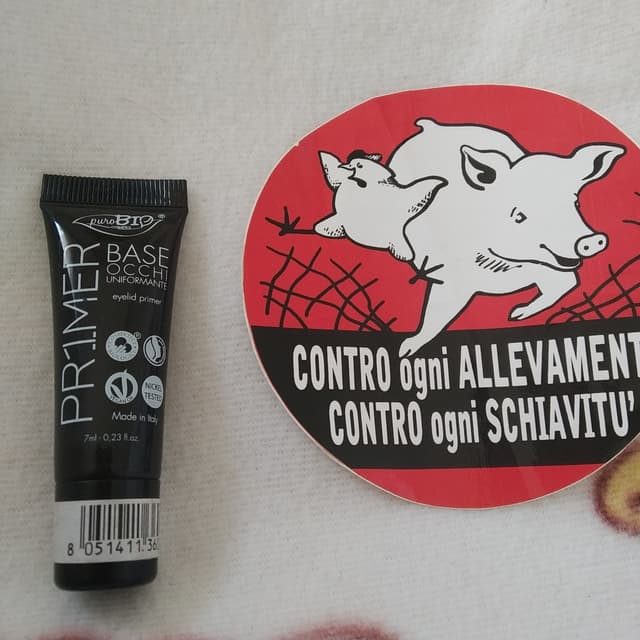 puroBIO®
PR1MER
BASE
OCCHI
UNIFORMANTE
eyelid primer
NICKEL
TESTED
Made in Italy
7ml - 0,23 fl.oz.
8 051411 36
CONTRO ogni ALLEVAMENT
CONTRO ogni SCHIAVITU'